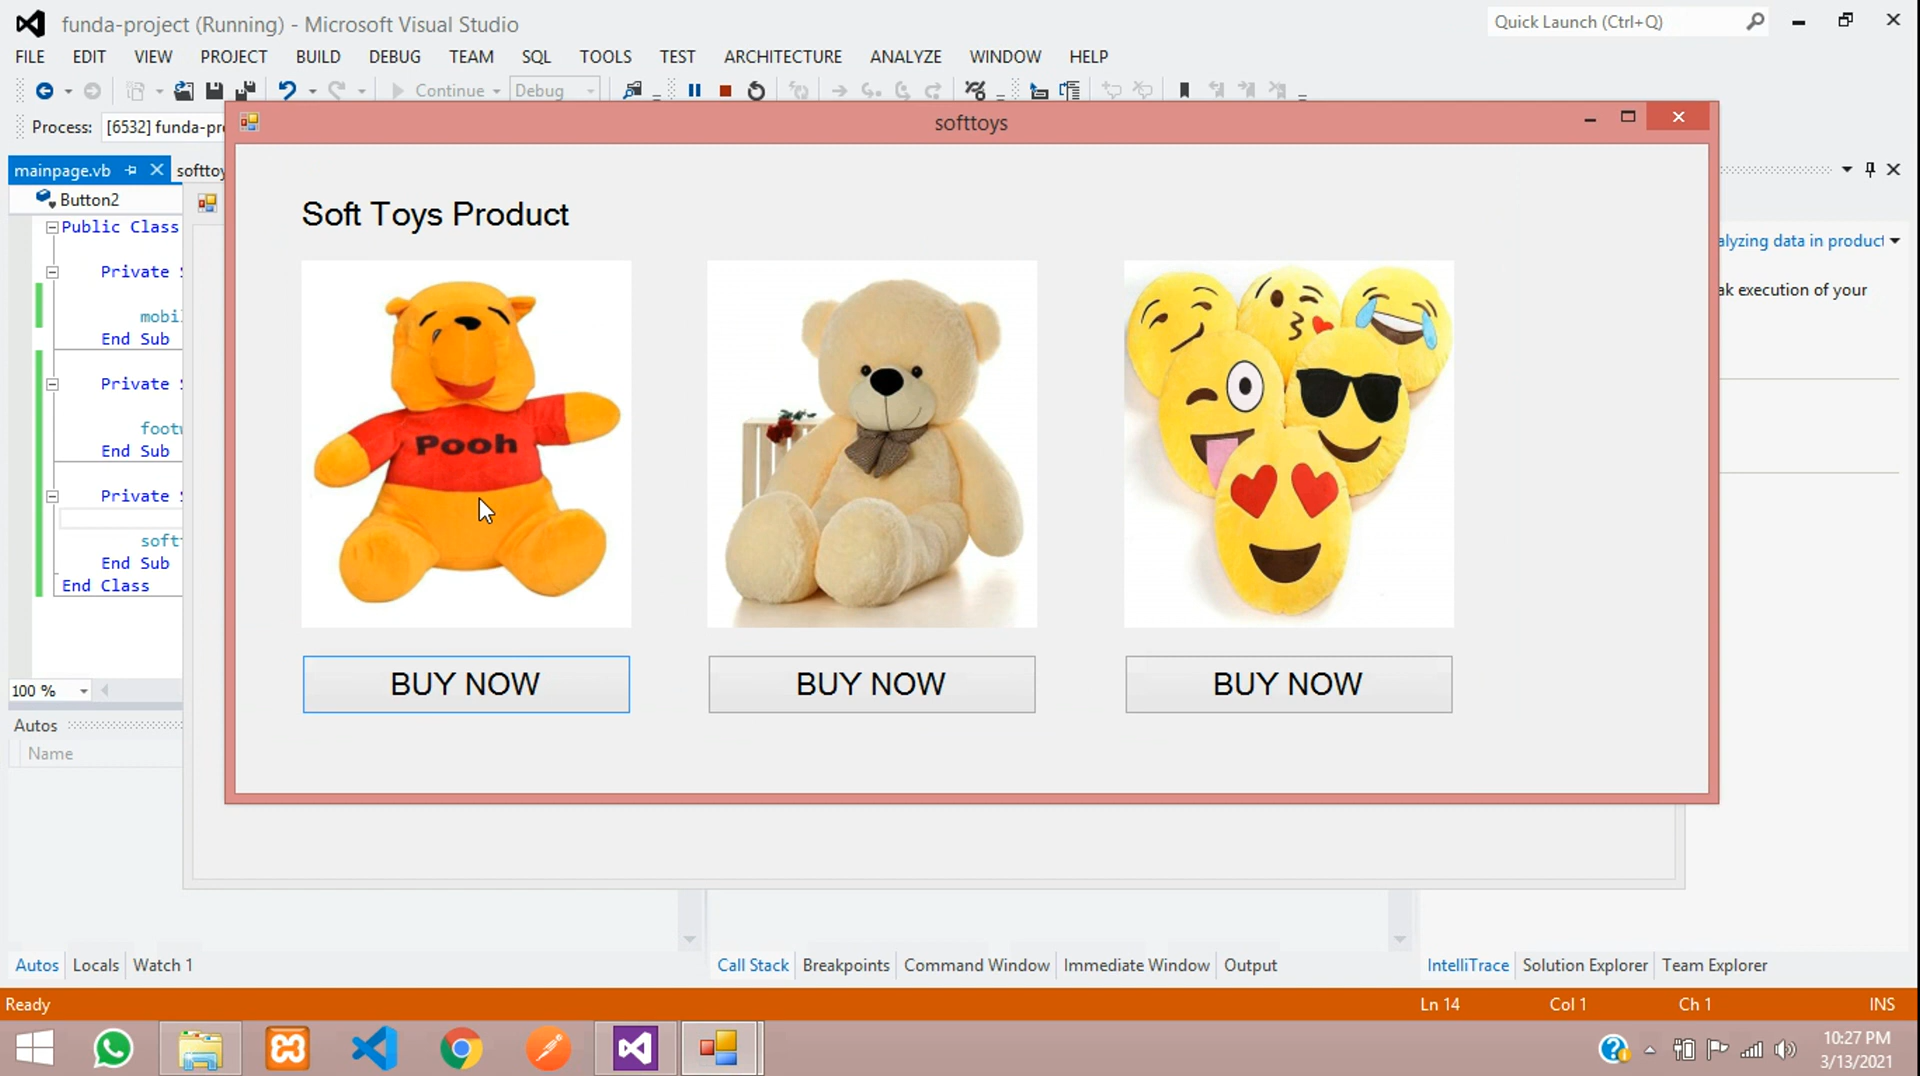 funda-project (Running) - Microsoft Visual Studio
Quick Launch (Ctrl+Q)
FILE EDIT VIEW PROJECT BUILD DEBUG TEAM SQL TOOLS TEST ARCHITECTURE ANALYZE WINDOW HELP
Continue Debug
Process: [6532] funda-pr
softtoys
mainpage.vb softtoy
Button2
Public Class
Private
mobil
End Sub
Private
footw
End Sub
Private
soft
End Sub
End Class
Soft Toys Product
Pooh
BUY NOW BUY NOW BUY NOW
alyzing data in product
ak execution of your
100 %
Autos
Name
Autos Locals Watch 1
Call Stack Breakpoints Command Window Immediate Window Output
IntelliTrace Solution Explorer Team Explorer
Ready Ln 14 Col 1 Ch 1 INS
10:27 PM
3/13/2021